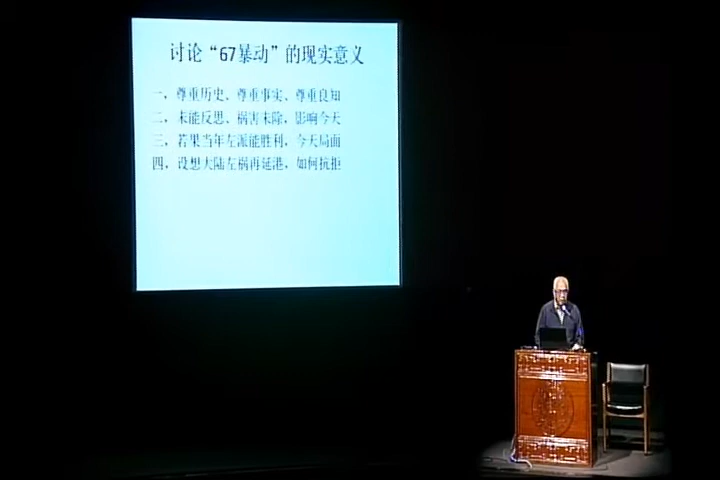 讨论“67暴动”的现实意义
一，尊重历史、尊重事实、尊重良知
二，未能反思、祸害未除，影响今天
三，若果当年左派能胜利，今天局面
四，设想大陆左祸再延港，如何抗拒